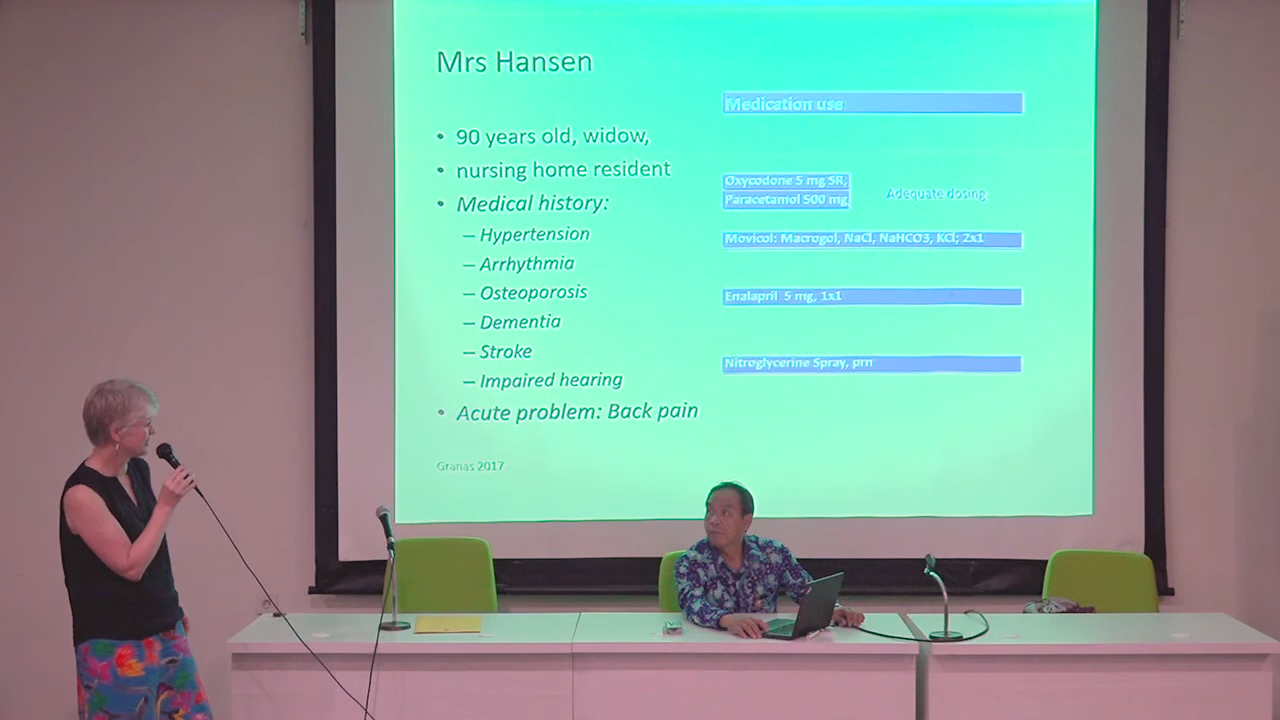 Mrs Hansen
• 90 years old, widow,
• nursing home resident
• Medical history:
– Hypertension
– Arrhythmia
– Osteoporosis
– Dementia
– Stroke
– Impaired hearing
• Acute problem: Back pain
Granas 2017
Medication use
Oxycodone 5 mg SR,
Paracetamol 500 mg
Adequate dosing
Movicol: Macrogol, NaCl, NaHCO3, KCl; 2x1
Enalapril 5 mg, 1x1
Nitroglycerine Spray, prn